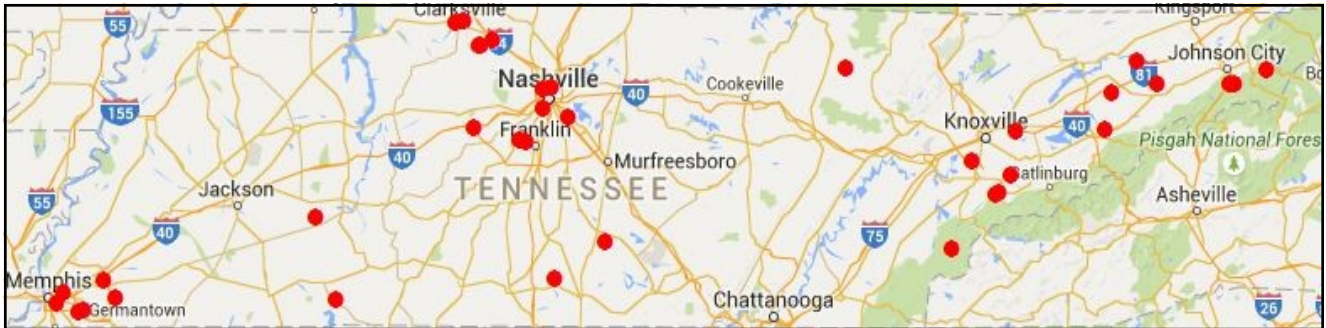 Clarksville
Kingsport
55
24
Johnson City
Nashville
81
Cookeville
40
155
Knoxville
40
Franklin
Pisgah National Fores
40
Murfreesboro
Gatlinburg
Jackson
TENNESSEE
Asheville
55
40
75
Memphis
Chattanooga
Germantown
26